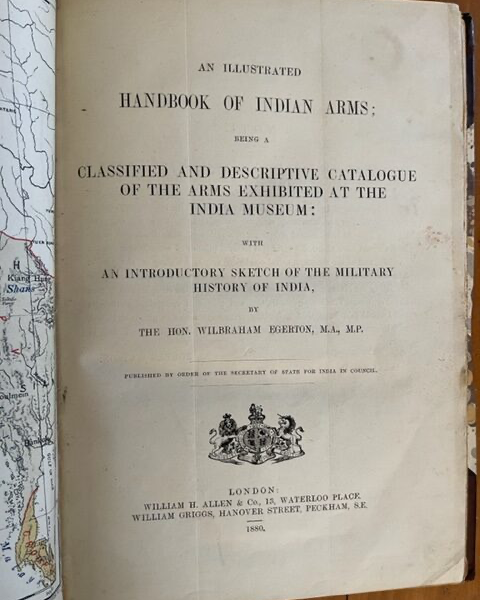 AN ILLUSTRATED
HANDBOOK OF INDIAN ARMS;
BEING A
CLASSIFIED AND DESCRIPTIVE CATALOGUE
OF THE ARMS EXHIBITED AT THE
INDIA MUSEUM:
WITH
AN INTRODUCTORY SKETCH OF THE MILITARY
HISTORY OF INDIA,
BY
THE HON. WILBRAHAM EGERTON, M.A., M.P.
PUBLISHED BY ORDER OF THE SECRETARY OF STATE FOR INDIA IN COUNCIL.
LONDON:
WILLIAM H. ALLEN & Co., 13, WATERLOO PLACE.
WILLIAM GRIGGS, HANOVER STREET, PECKHAM, S.E.
1880.
H
Shans